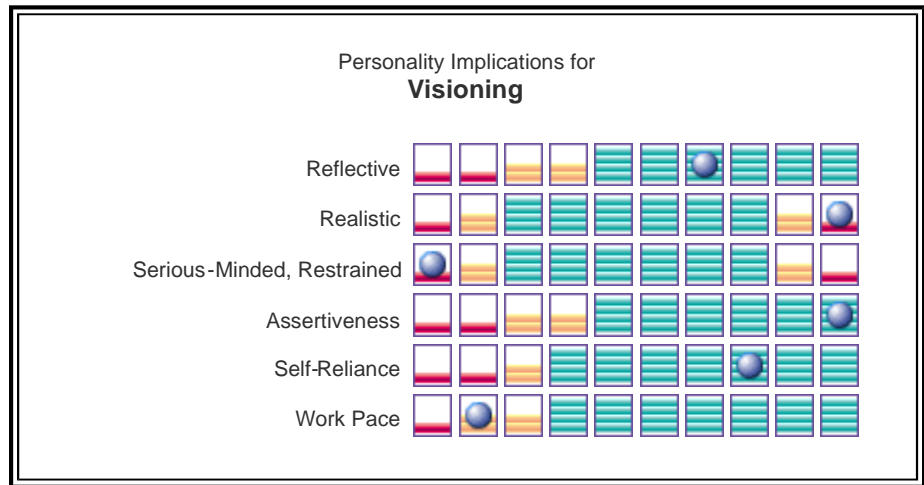 Personality Implications for
Visioning
Reflective
Realistic
Serious-Minded, Restrained
Assertiveness
Self-Reliance
Work Pace